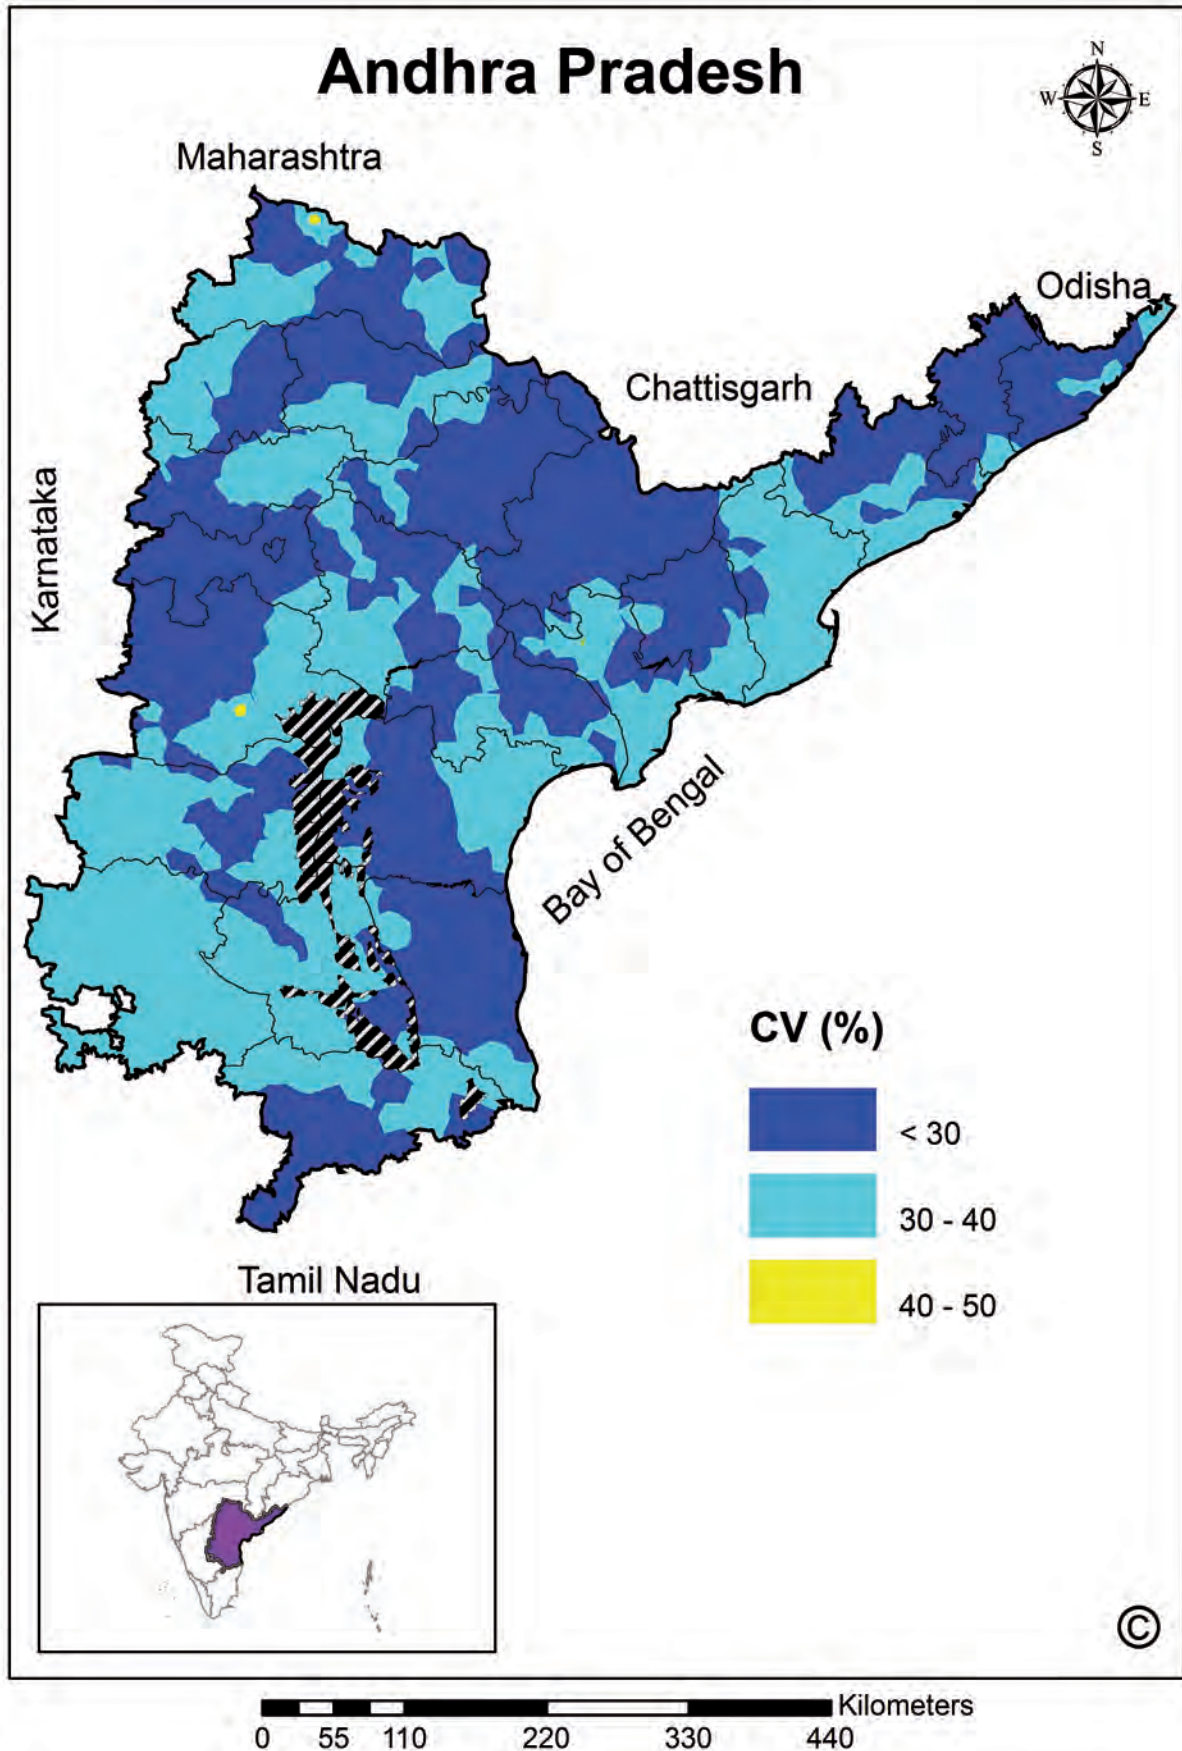 Andhra Pradesh
N
W E
S
Maharashtra
Odisha
Chattisgarh
Karnataka
Bay of Bengal
CV (%)
< 30
30 - 40
40 - 50
Tamil Nadu
©
Kilometers
0 55 110 220 330 440